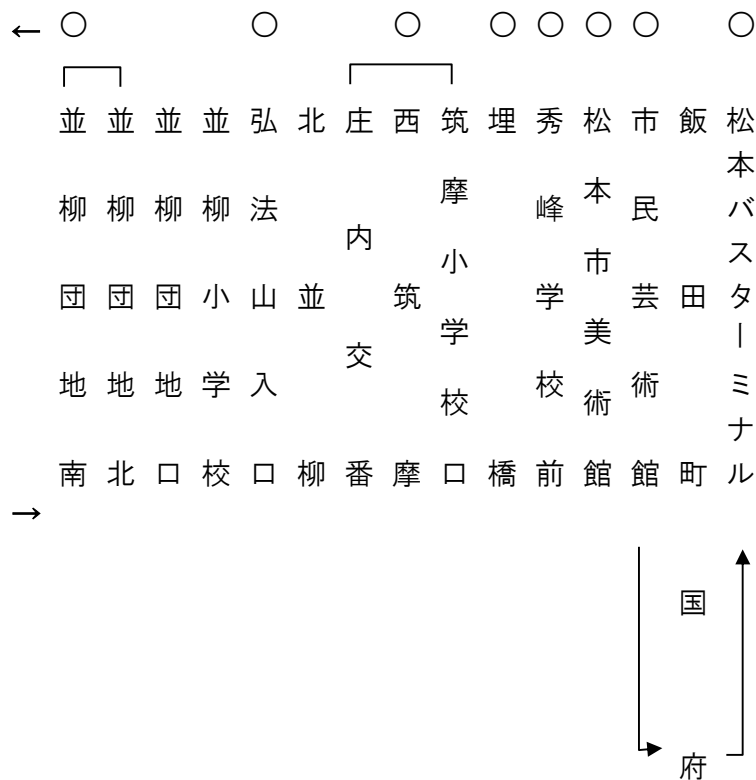 ← ○ ○ ○ ○ ○ ○ ○ ○
松本バスターミナル
飯田町
市民芸術館
松本市美術館
秀峰学校前
埋橋
筑摩小学校口
西筑摩
庄内交番
北並柳
弘法山入口
並柳小学校
並柳団地口
並柳団地北
並柳団地南
→
国府